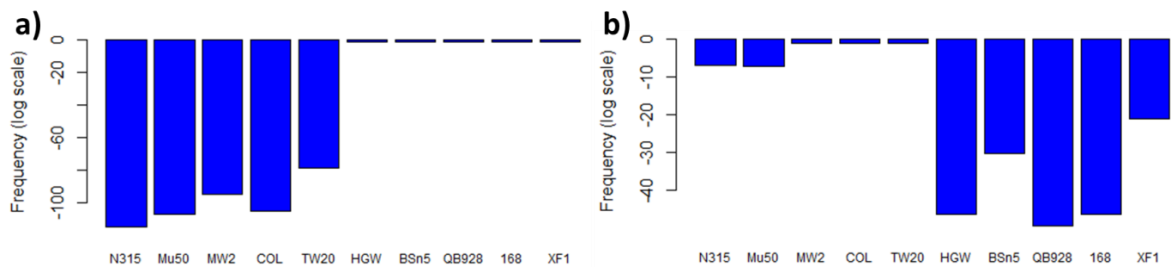 a)
Frequency (log scale)
0
-20
-60
-100
N315 Mu50 MW2 COL TW20 HGW BSn5 QB928 168 XF1
b)
Frequency (log scale)
0
-10
-20
-30
-40
N315 Mu50 MW2 COL TW20 HGW BSn5 QB928 168 XF1